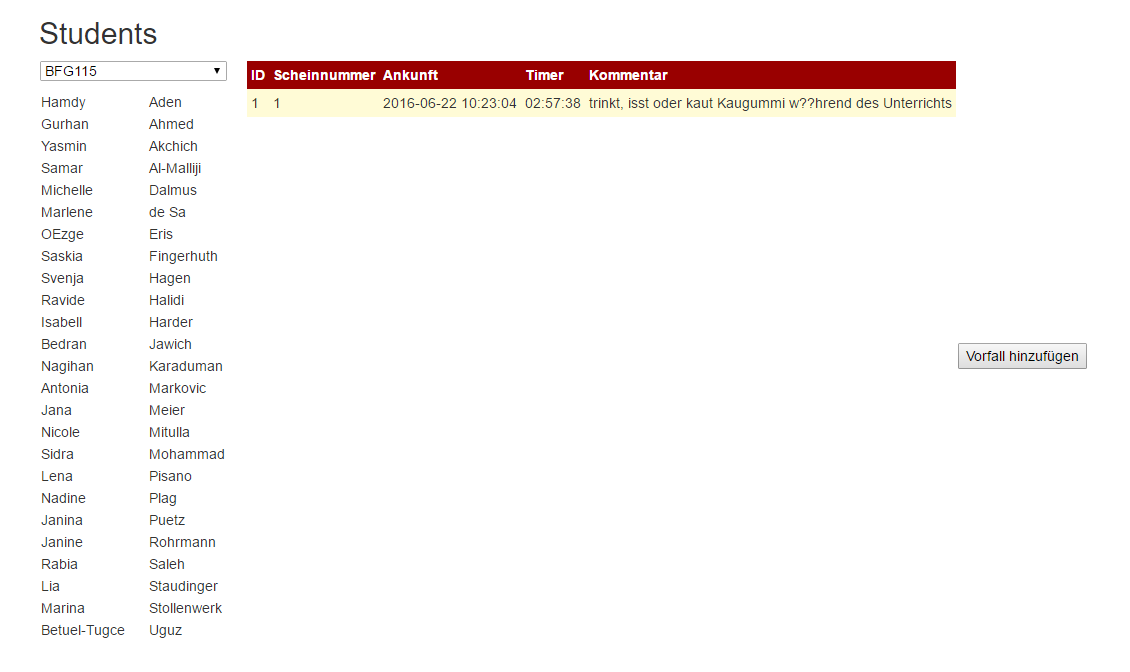 Students
BFG115
Hamdy Aden
Gurhan Ahmed
Yasmin Akchich
Samar Al-Malliji
Michelle Dalmus
Marlene de Sa
OEzge Eris
Saskia Fingerhuth
Svenja Hagen
Ravide Halidi
Isabell Harder
Bedran Jawich
Nagihan Karaduman
Antonia Markovic
Jana Meier
Nicole Mitulla
Sidra Mohammad
Lena Pisano
Nadine Plag
Janina Puetz
Janine Rohrmann
Rabia Saleh
Lia Staudinger
Marina Stollenwerk
Betuel-Tugce Uguz
ID Scheinnummer Ankunft Timer Kommentar
1 1 2016-06-22 10:23:04 02:57:38 trinkt, isst oder kaut Kaugummi w??hrend des Unterrichts
Vorfall hinzufügen